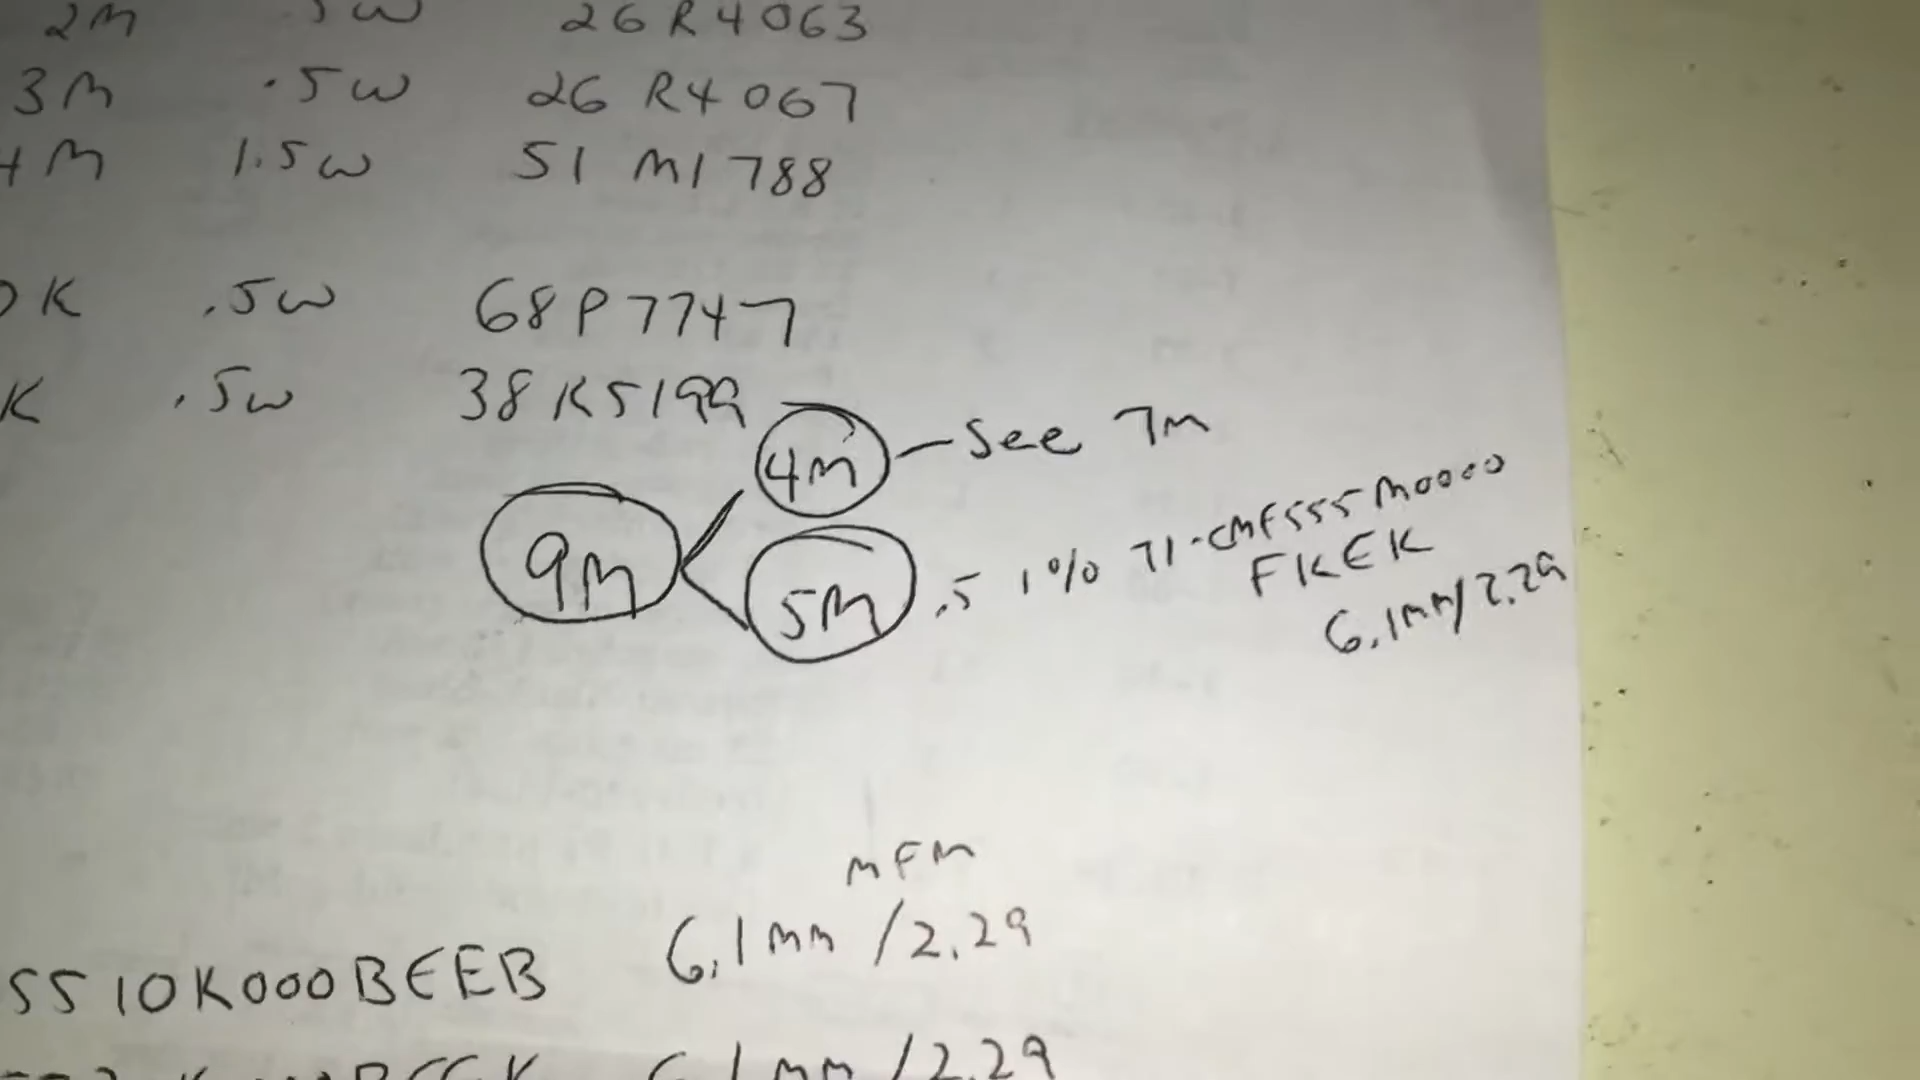 2M .5W 26R4063
3M .5W 26R4067
4M 1.5W 51M1788
K .5W 68P7747
K .5W 38K5199
4M - See 7M
9M
5M .5 1% 71-CMF555M0000
FKEK
6.1mm/2.29
MFM
5510K000BEEB 6.1mm/2.29
6.1mm/2.29